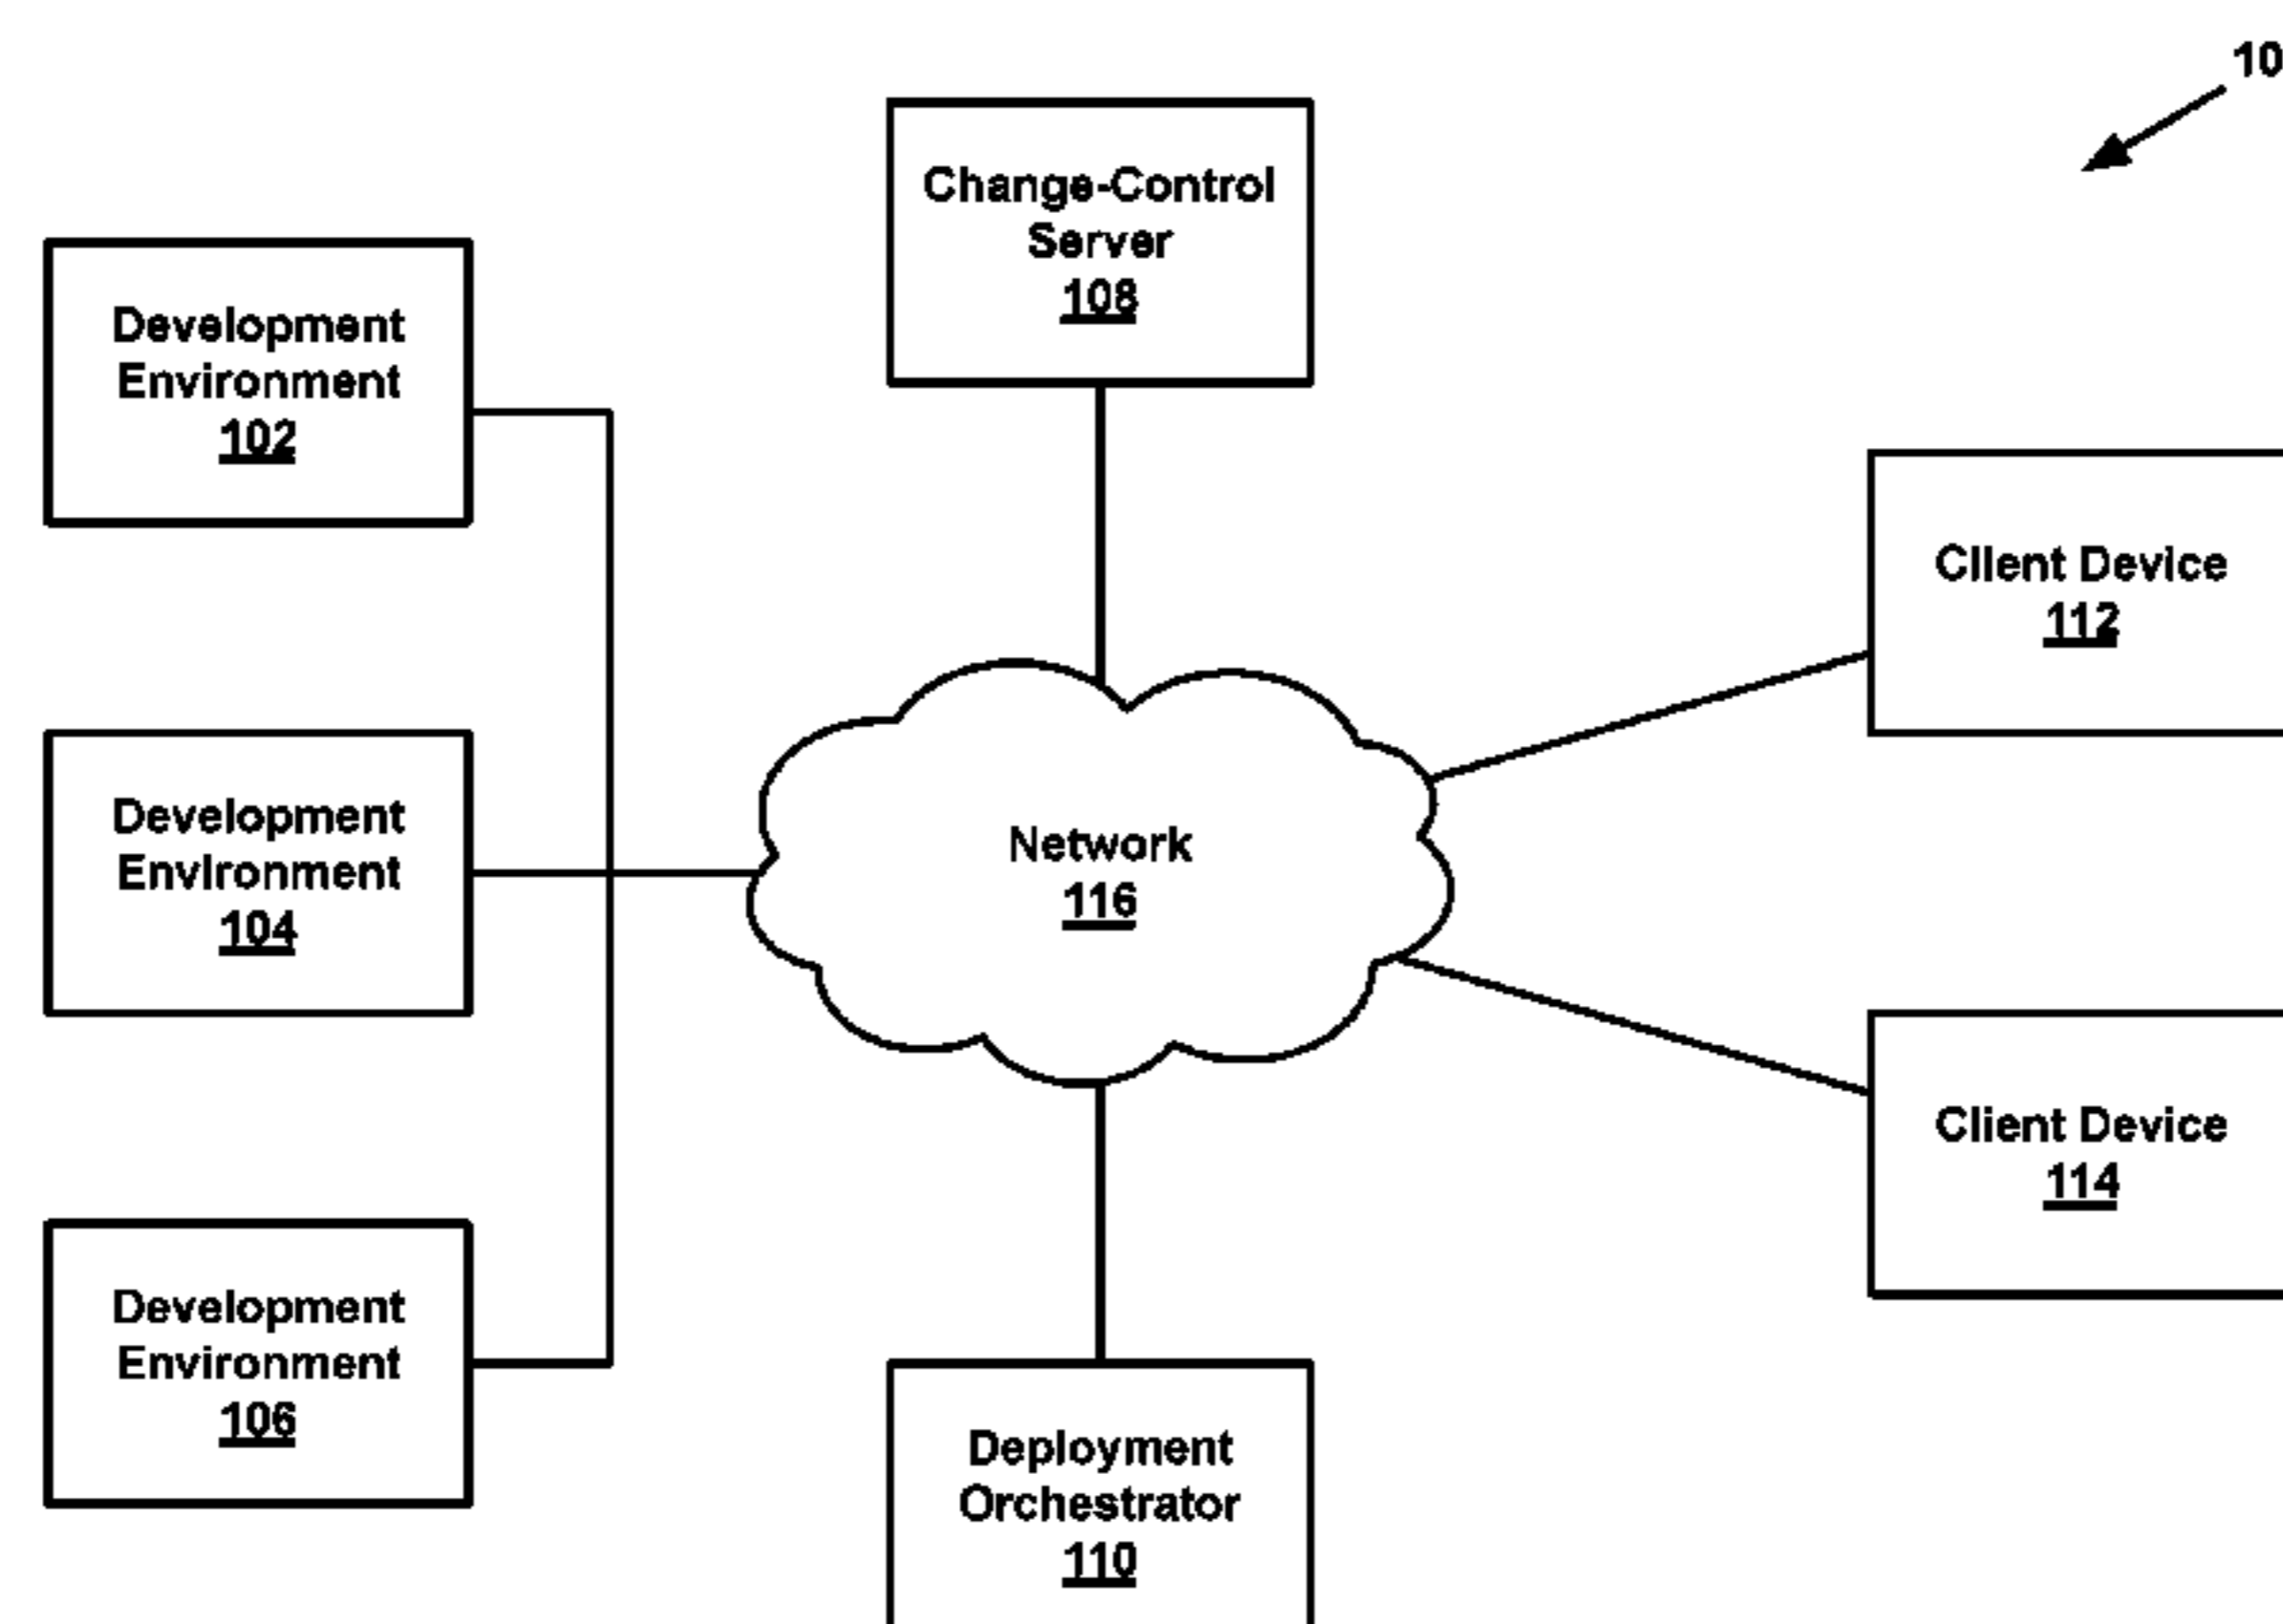 10
Change-Control
Server
108
Development
Environment
102
Client Device
112
Development
Environment
104
Network
116
Client Device
114
Development
Environment
106
Deployment
Orchestrator
110